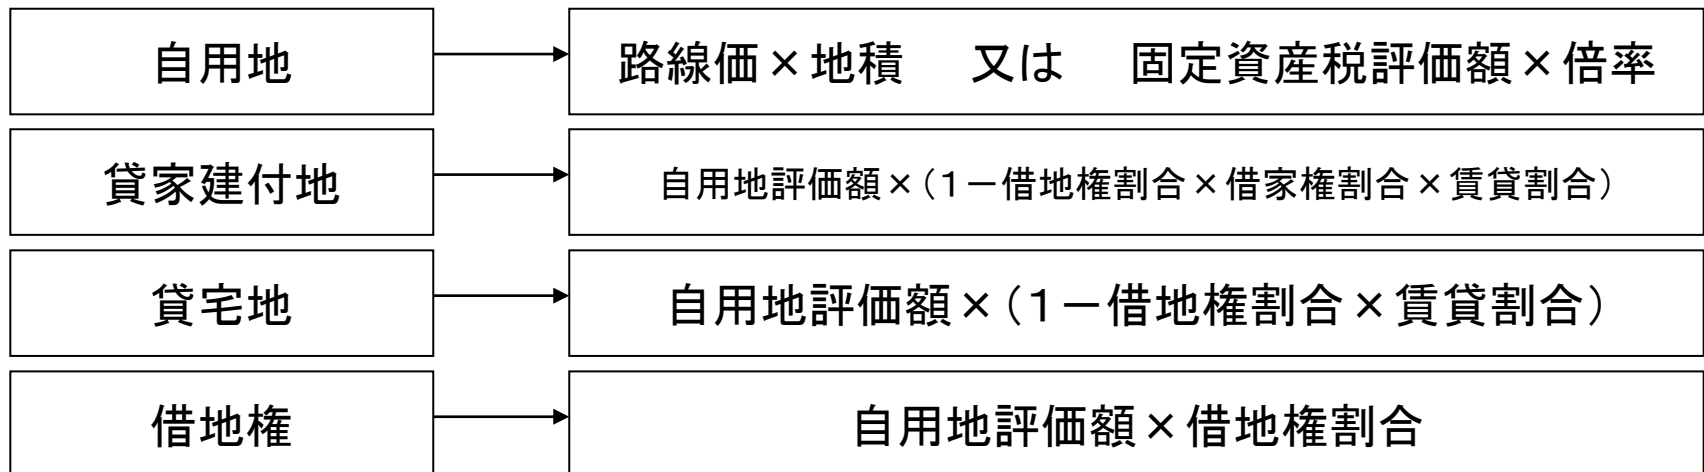 自用地
路線価×地積　又は　固定資産税評価額×倍率
貸家建付地
自用地評価額×(１－借地権割合×借家権割合×賃貸割合)
貸宅地
自用地評価額×(１－借地権割合×賃貸割合)
借地権
自用地評価額×借地権割合